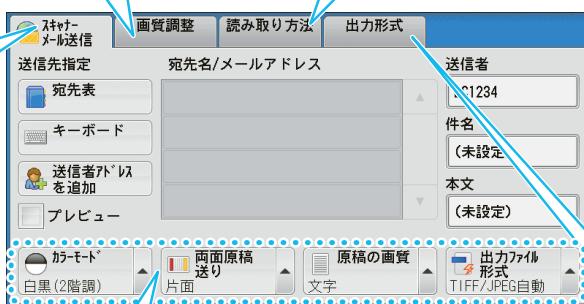 ｽｷｬﾅｰ
ﾒｰﾙ送信
画質調整
読み取り方法
出力形式
送信先指定
宛先名/メールアドレス
送信者
宛先表
C1234
件名
キーボード
(未設定
送信者ｱﾄﾞﾚｽ
を追加
本文
プレビュー
(未設定)
ｶﾗｰﾓｰﾄﾞ
白黒(2階調)
両面原稿
送り
片面
原稿の画質
文字
出力ﾌｧｲﾙ
形式
TIFF/JPEG自動